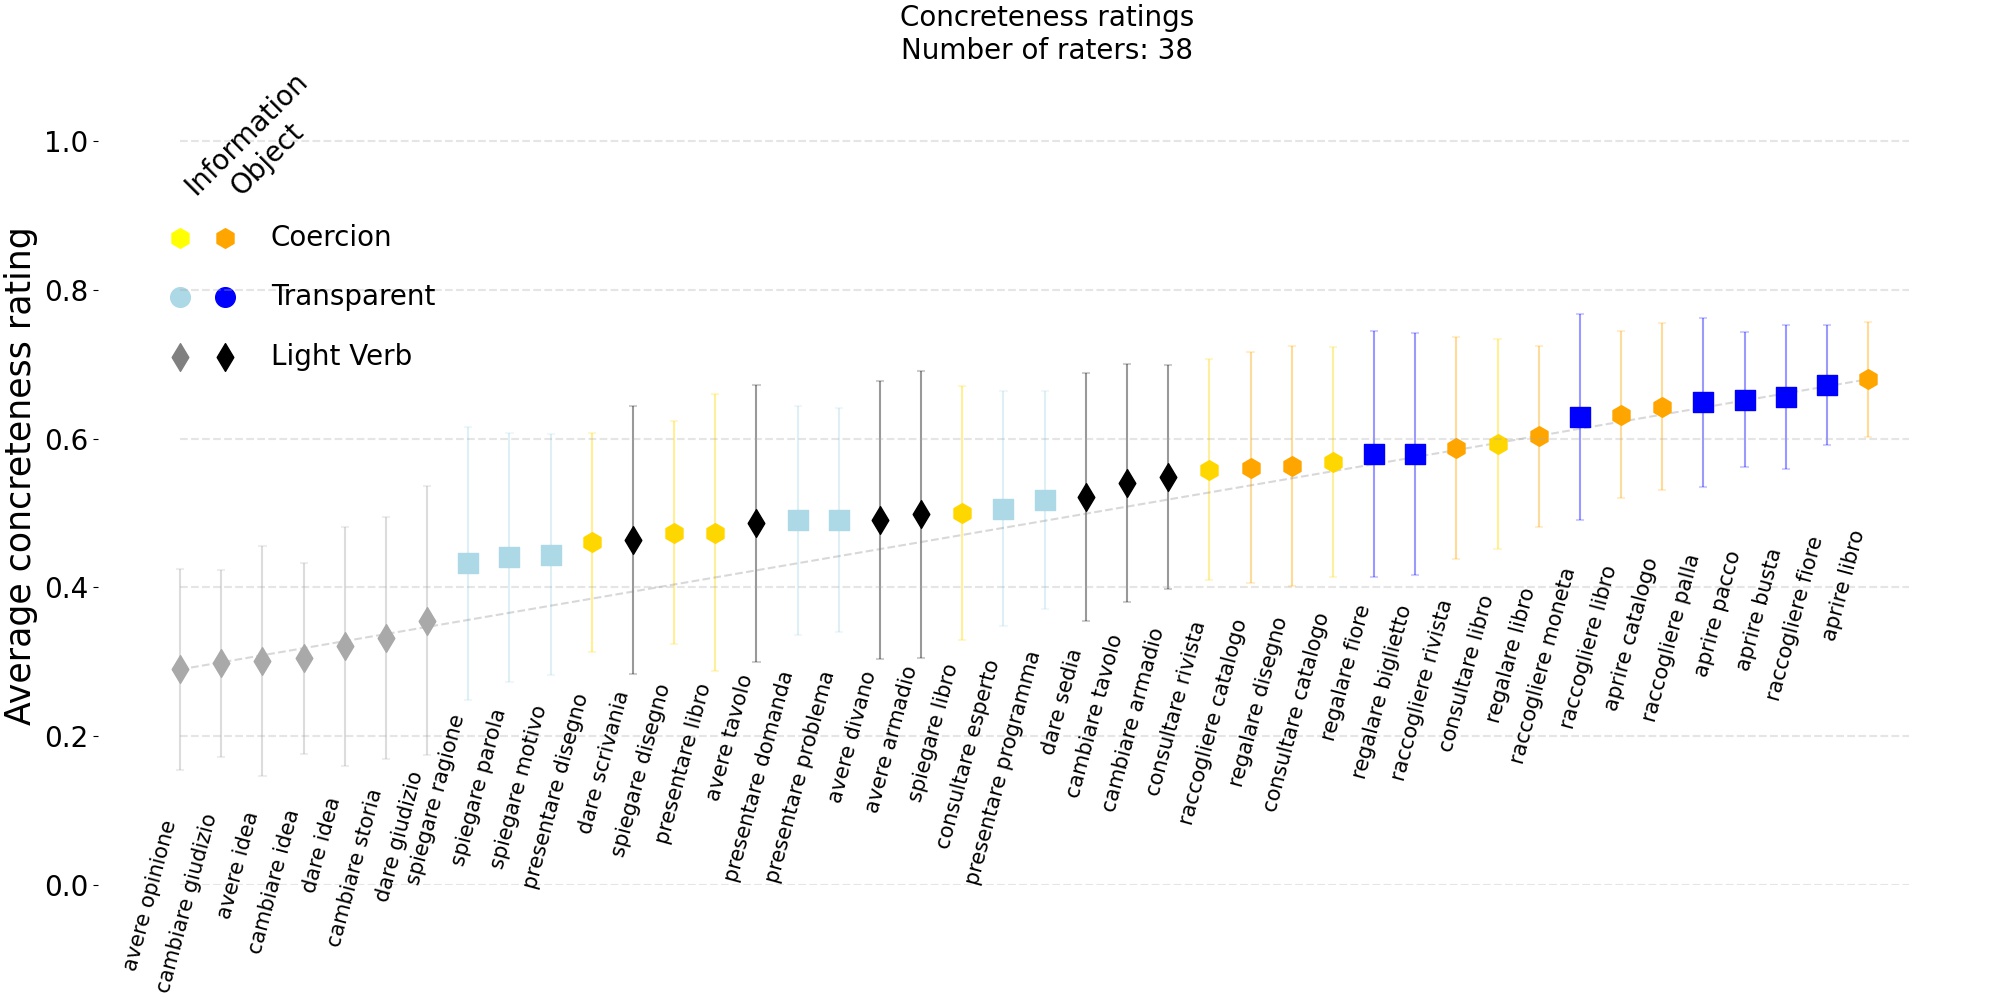 Concreteness ratings
Number of raters: 38
Average concreteness rating
1.0
0.8
0.6
0.4
0.2
0.0
Information
Object
Coercion
Transparent
Light Verb
avere opinione
cambiare giudizio
avere idea
cambiare idea
dare idea
cambiare storia
dare giudizio
spiegare ragione
spiegare parola
spiegare motivo
presentare disegno
dare scrivania
spiegare disegno
presentare libro
avere tavolo
presentare domanda
presentare problema
avere divano
avere armadio
spiegare libro
consultare esperto
presentare programma
dare sedia
cambiare tavolo
cambiare armadio
consultare rivista
raccogliere catalogo
regalare disegno
consultare catalogo
regalare fiore
regalare biglietto
raccogliere rivista
consultare libro
regalare libro
raccogliere moneta
raccogliere libro
aprire catalogo
raccogliere palla
aprire pacco
aprire busta
raccogliere fiore
aprire libro